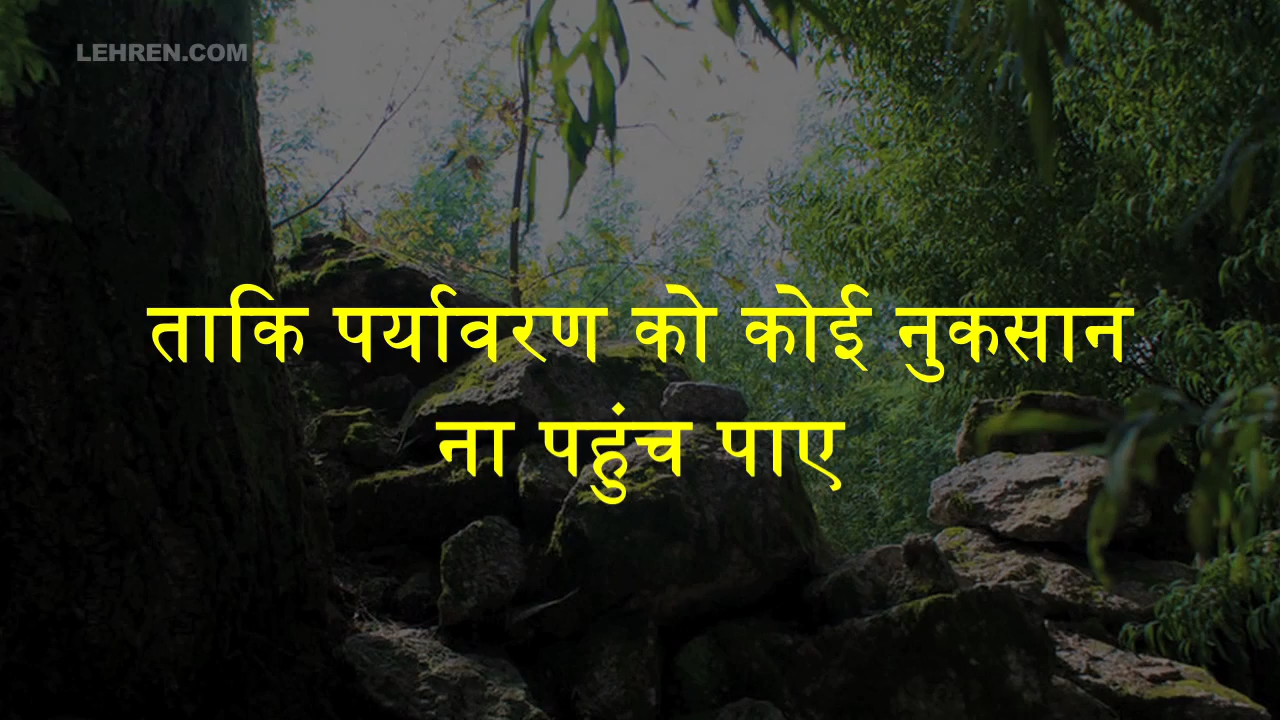 LEHREN.COM
ताकि पर्यावरण को कोई नुकसान
ना पहुंच पाए